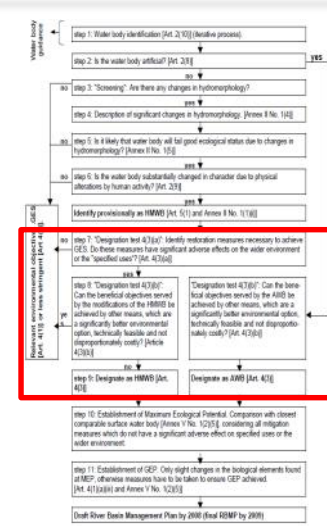 Water body
guidance
step 1: Water body identification [Art. 2(10)] (iterative process).
step 2: Is the water body artificial? [Art. 2(8)]
yes
no
no
step 3: "Screening": Are there any changes in hydromorphology?
yes
step 4: Description of significant changes in hydromorphology. [Annex II No. 1(4)]
no
step 5: Is it likely that water body will fail good ecological status due to changes in
hydromorphology? [Annex II No. 1(5)]
yes
no
step 6: Is the water body substantially changed in character due to physical
alterations by human activity? [Art. 2(9)]
yes
Identify provisionally as HMWB [Art. 5(1) and Annex II No. 1(1)(i)]
Relevant environmental objective: GES
[Art. 4(1)] or less stringent [Art. 4(5)].
no
step 7: "Designation test 4(3)(a)": Identify restoration measures necessary to achieve
GES. Do these measures have significant adverse effects on the wider environment
or the "specified uses"? [Art. 4(3)(a)]
yes
step 8: "Designation test 4(3)(b)":
Can the beneficial objectives served
by the modifications of the HMWB be
achieved by other means, which are
a significantly better environmental
option, technically feasible and not
disproportionately costly? [Article
4(3)(b)]
"Designation test 4(3)(b)": Can the bene-
ficial objectives served by the AWB be
achieved by other means, which are a
significantly better environmental option,
technically feasible and not disproportio-
nately costly? [Art. 4(3)(b)]
no
step 9: Designate as HMWB [Art.
4(3)]
Designate as AWB [Art. 4(3)]
step 10: Establishment of Maximum Ecological Potential. Comparison with closest
comparable surface water body [Annex V No. 1(2)(5)], considering all mitigation
measures which do not have a significant adverse effect on specified uses or the
wider environment
step 11: Establishment of GEP. Only slight changes in the biological elements found
at MEP, otherwise measures have to be taken to ensure GEP achieved.
[Art. 4(1)(a)(iii) and Annex V No. 1(2)(5)]
Draft River Basin Management Plan by 2008 (final RBMP by 2009)